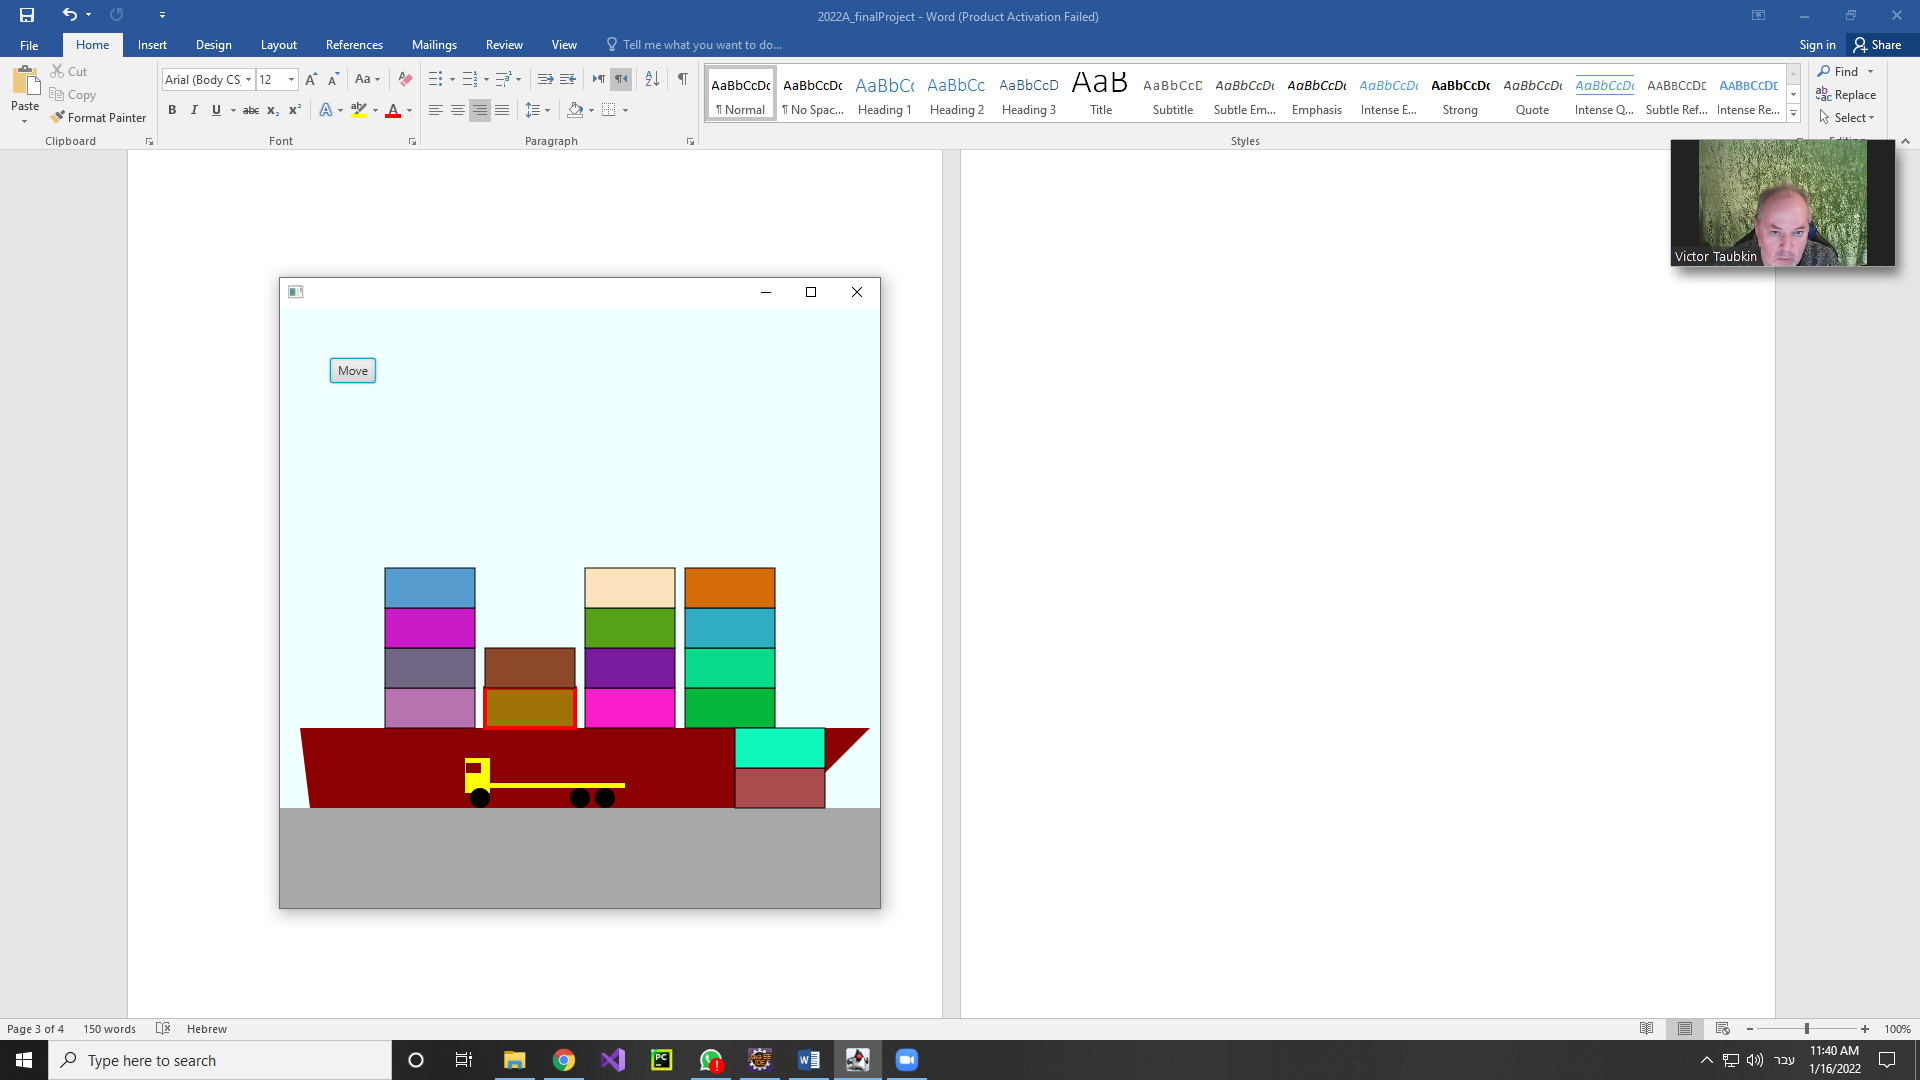 2022A_finalProject - Word (Product Activation Failed)
File Home Insert Design Layout References Mailings Review View Tell me what you want to do... Sign in Share
Paste Cut Copy Format Painter
Arial (Body CS) 12
AaBbCcDc AaBbCcDc AaBbCc AaBbCc AaBbCcD AaB AaBbCcD AaBbCcDc AaBbCcDc AaBbCcDc AaBbCcDc AaBbCcDc AaBbCcDc AABBCCDC AABBCCDC
¶ Normal ¶ No Spac... Heading 1 Heading 2 Heading 3 Title Subtitle Subtle Em... Emphasis Intense E... Strong Quote Intense Q... Subtle Ref... Intense Re...
Find Replace Select
Clipboard Font Paragraph Styles Editing
Victor Taubkin
Move
Page 3 of 4 150 words Hebrew 100%
Type here to search
PC
עבר
11:40 AM
1/16/2022